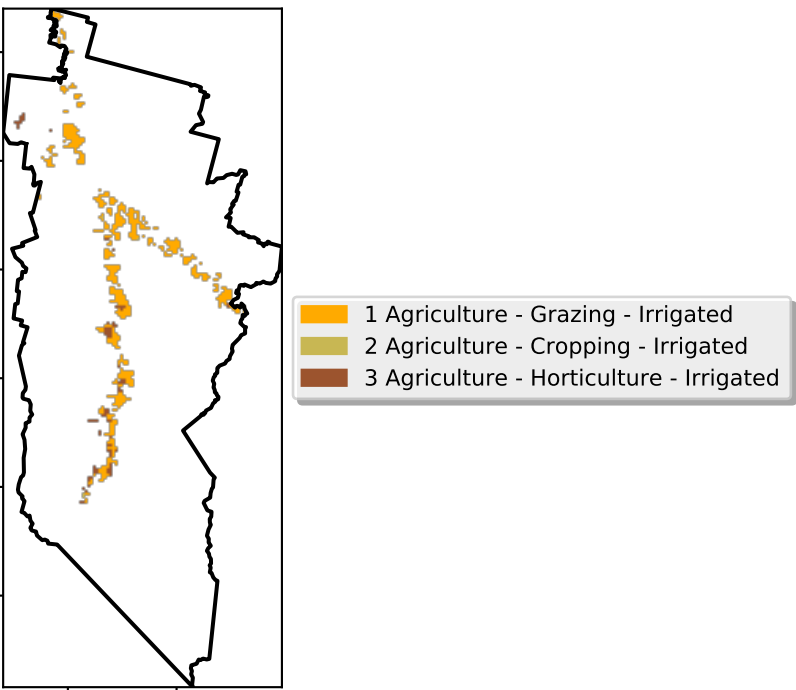 1 Agriculture - Grazing - Irrigated
2 Agriculture - Cropping - Irrigated
3 Agriculture - Horticulture - Irrigated